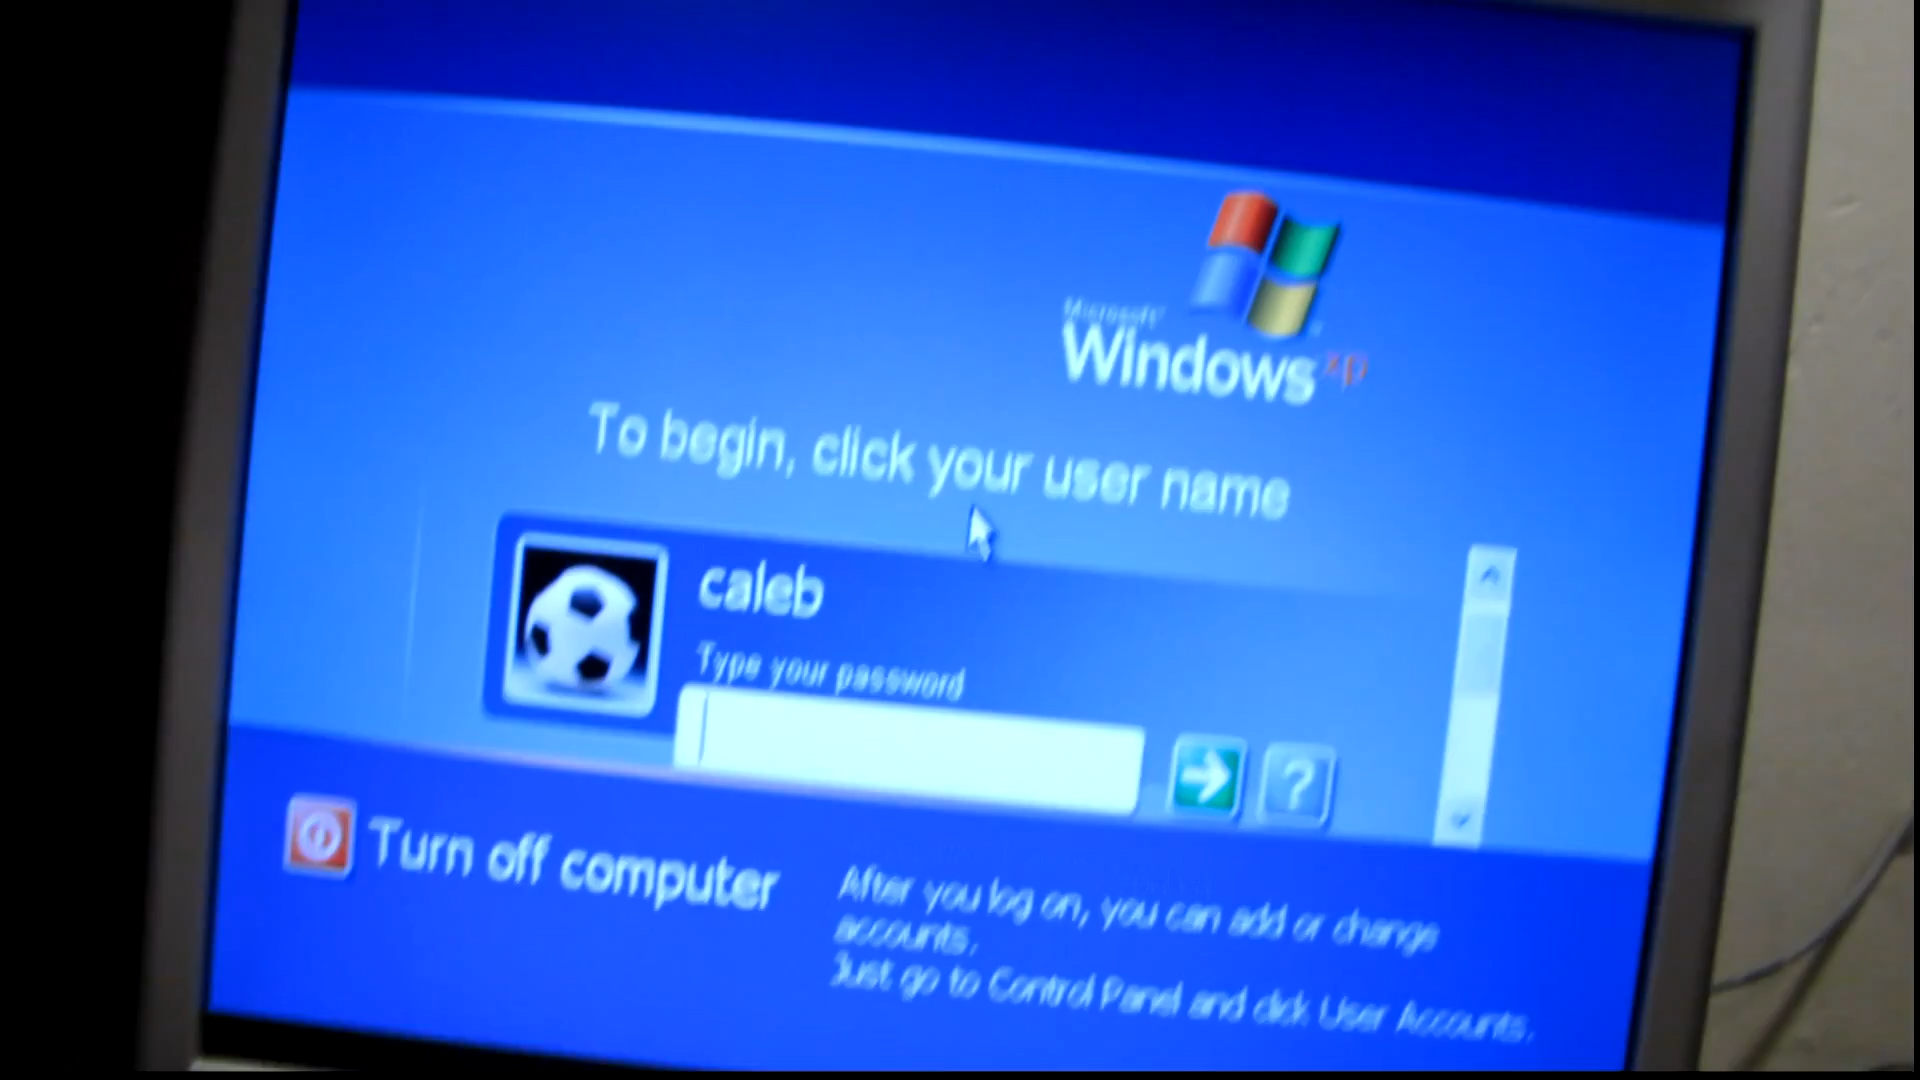 Microsoft
Windows xp
To begin, click your user name
caleb
Type your password
?
Turn off computer
After you log on, you can add or change
accounts.
Just go to Control Panel and click User Accounts.